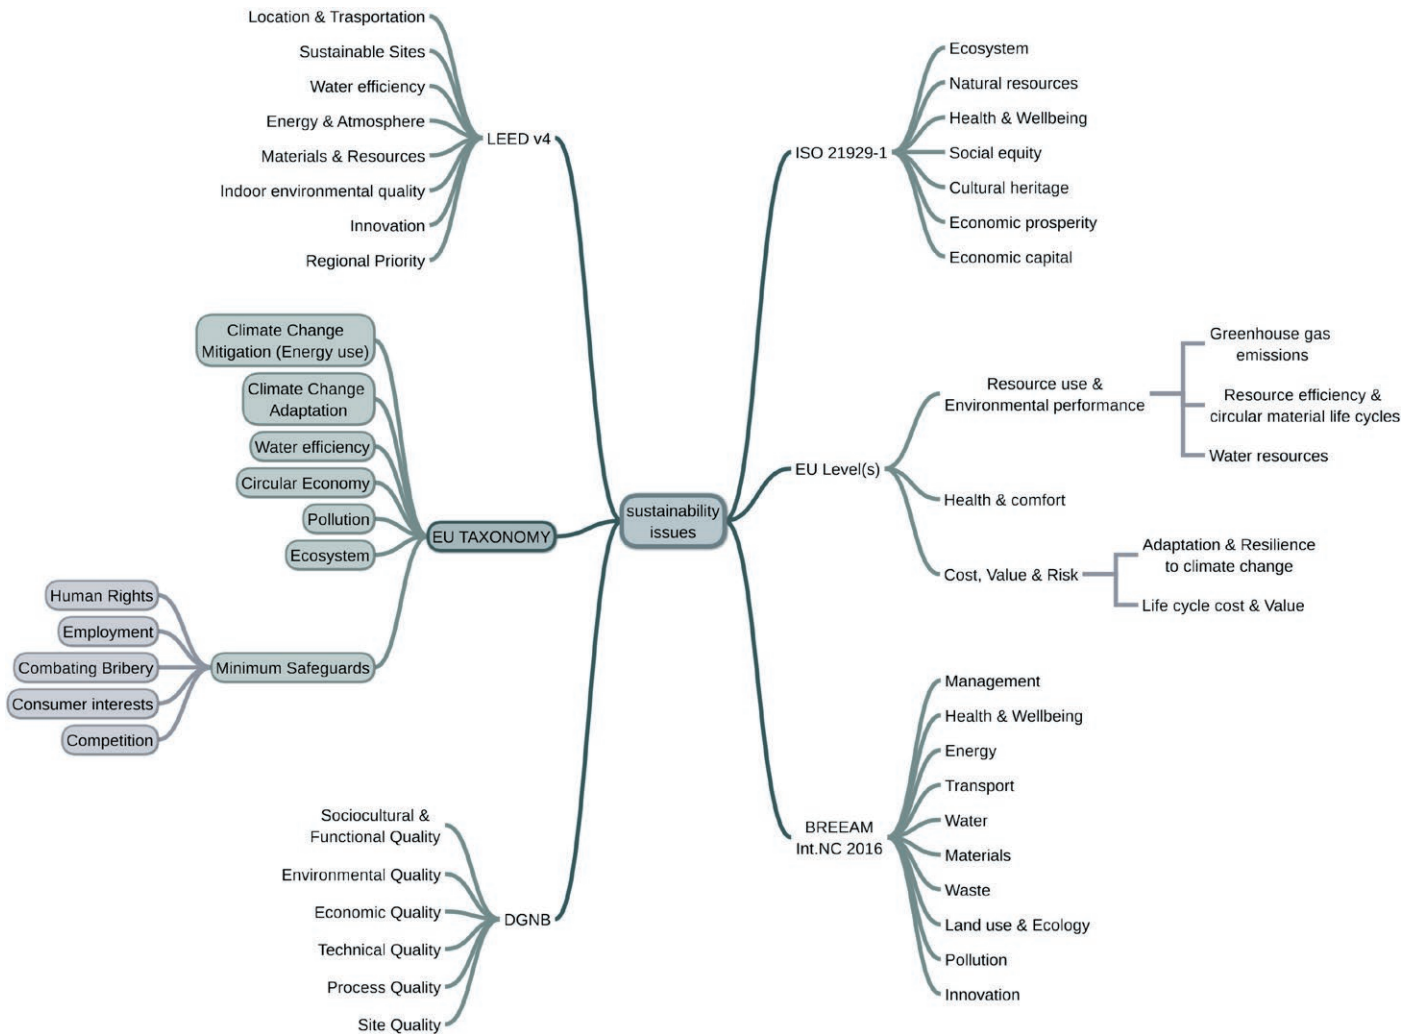 Location & Trasportation
Sustainable Sites
Water efficiency
Energy & Atmosphere
Materials & Resources
Indoor environmental quality
Innovation
Regional Priority
LEED v4
Climate Change
Mitigation (Energy use)
Climate Change
Adaptation
Water efficiency
Circular Economy
Pollution
Ecosystem
EU TAXONOMY
Human Rights
Employment
Combating Bribery
Consumer interests
Competition
Minimum Safeguards
Sociocultural &
Functional Quality
Environmental Quality
Economic Quality
Technical Quality
Process Quality
Site Quality
DGNB
sustainability
issues
ISO 21929-1
Ecosystem
Natural resources
Health & Wellbeing
Social equity
Cultural heritage
Economic prosperity
Economic capital
EU Level(s)
Resource use &
Environmental performance
Greenhouse gas
emissions
Resource efficiency &
circular material life cycles
Water resources
Health & comfort
Cost, Value & Risk
Adaptation & Resilience
to climate change
Life cycle cost & Value
BREEAM
Int.NC 2016
Management
Health & Wellbeing
Energy
Transport
Water
Materials
Waste
Land use & Ecology
Pollution
Innovation